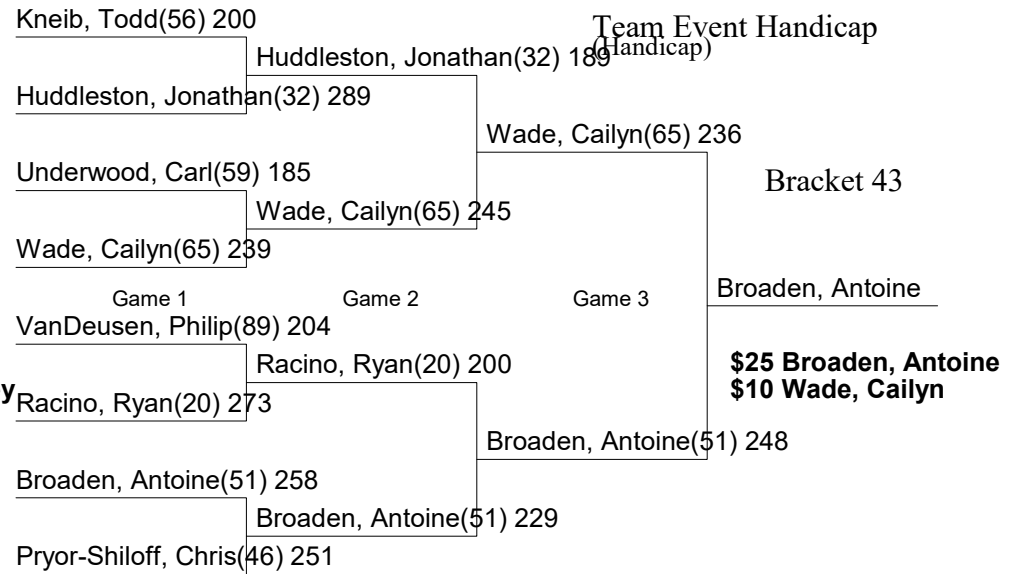 Team Event Handicap
(Handicap)
Bracket 43
Kneib, Todd(56) 200
Huddleston, Jonathan(32) 189
Huddleston, Jonathan(32) 289
Wade, Cailyn(65) 236
Underwood, Carl(59) 185
Wade, Cailyn(65) 245
Wade, Cailyn(65) 239
Game 1
Game 2
Game 3
Broaden, Antoine
VanDeusen, Philip(89) 204
Racino, Ryan(20) 200
$25 Broaden, Antoine
$10 Wade, Cailyn
y
Racino, Ryan(20) 273
Broaden, Antoine(51) 248
Broaden, Antoine(51) 258
Broaden, Antoine(51) 229
Pryor-Shiloff, Chris(46) 251